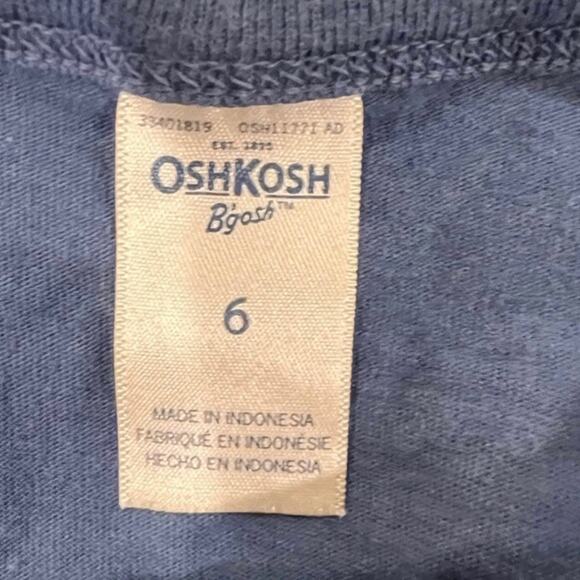 33401819 OSH11771 AD
EST. 1895
OSHKOSH
B'gosh™
6
MADE IN INDONESIA
FABRIQUÉ EN INDONÉSIE
HECHO EN INDONESIA